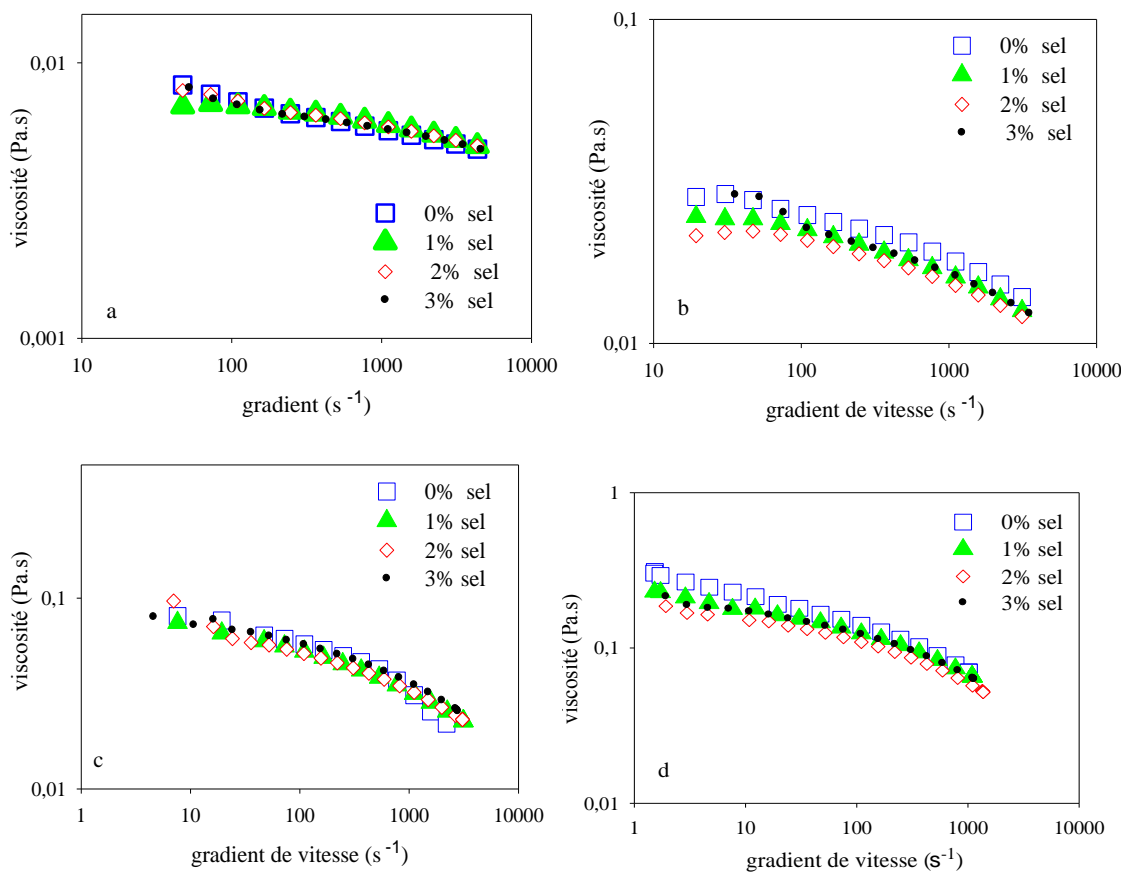 0,01
0,001
10
100
1000
10000
viscosité (Pa.s)
gradient (s -1)
0% sel
1% sel
2% sel
3% sel
a
0,1
0,01
10
100
1000
10000
viscosité (Pa.s)
gradient de vitesse (s -1)
0% sel
1% sel
2% sel
3% sel
b
0,1
0,01
1
10
100
1000
10000
viscosité (Pa.s)
gradient de vitesse (s -1)
0% sel
1% sel
2% sel
3% sel
c
1
0,1
0,01
1
10
100
1000
10000
viscosité (Pa.s)
gradient de vitesse (s-1)
0% sel
1% sel
2% sel
3% sel
d